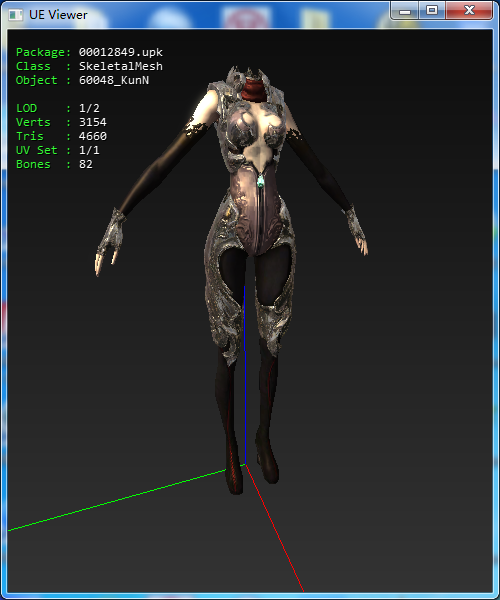 UE Viewer
Package: 00012849.upk
Class : SkeletalMesh
Object : 60048_KunN
LOD : 1/2
Verts : 3154
Tris : 4660
UV Set : 1/1
Bones : 82